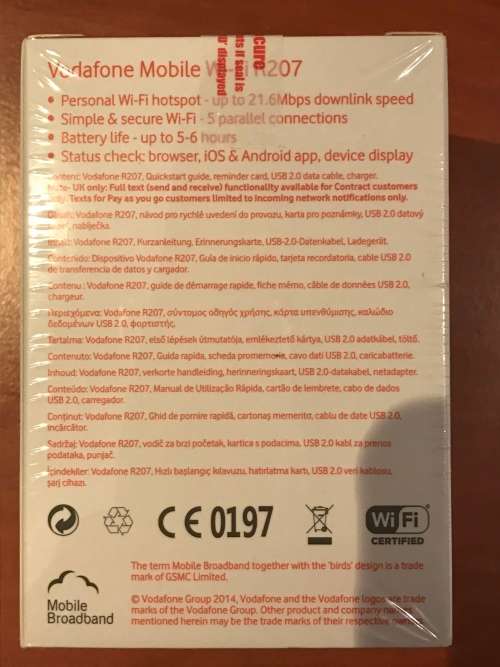 Vodafone Mobile Wi-Fi R207
cure
ts if seal is
U' displayed
• Personal Wi-Fi hotspot - up to 21.6Mbps downlink speed
• Simple & secure Wi-Fi - 5 parallel connections
• Battery life - up to 5-6 hours
• Status check: browser, iOS & Android app, device display
Content: Vodafone R207, Quickstart guide, reminder card, USB 2.0 data cable, charger.
Note- UK only: Full text (send and receive) functionality available for Contract customers
only. Texts for Pay as you go customers limited to incoming network notifications only.
Obsah: Vodafone R207, návod pro rychlé uvedení do provozu, karta pro poznámky, USB 2.0 datový
kabel, nabíječka.
Inhalt: Vodafone R207, Kurzanleitung, Erinnerungskarte, USB-2.0-Datenkabel, Ladegerät.
Contenido: Dispositivo Vodafone R207, Guía de inicio rápido, tarjeta recordatoria, cable USB 2.0
de transferencia de datos y cargador.
Contenu : Vodafone R207, guide de démarrage rapide, fiche mémo, câble de données USB 2.0,
chargeur.
Περιεχόμενα: Vodafone R207, σύντομος οδηγός χρήσης, κάρτα υπενθύμισης, καλώδιο
δεδομένων USB 2.0, φορτιστής.
Tartalma: Vodafone R207, első lépések útmutatója, emlékeztető kártya, USB 2.0 adatkábel, töltő.
Contenuto: Vodafone R207, Guida rapida, scheda promemoria, cavo dati USB 2.0, caricabatterie.
Inhoud: Vodafone R207, verkorte handleiding, herinneringskaart, USB 2.0-datakabel, netadapter.
Conteúdo: Vodafone R207, Manual de Utilização Rápida, cartão de lembrete, cabo de dados
USB 2.0, carregador.
Conținut: Vodafone R207, Ghid de pornire rapidă, cartonaș memento, cablu de date USB 2.0,
încărcător.
Sadržaj: Vodafone R207, vodič za brzi početak, kartica s podacima, USB 2.0 kabl za prenos
podataka, punjač.
İçindekiler: Vodafone R207, Hızlı başlangıç kılavuzu, hatırlatma kartı, USB 2.0 veri kablosu,
şarj cihazı.
CE 0197
Wi Fi
CERTIFIED
The term Mobile Broadband together with the 'birds' design is a trade
mark of GSMC Limited.
Mobile
Broadband
© Vodafone Group 2014, Vodafone and the Vodafone logos are trade
marks of the Vodafone Group. Other product and company names
mentioned herein may be the trade mark of their respective owners.